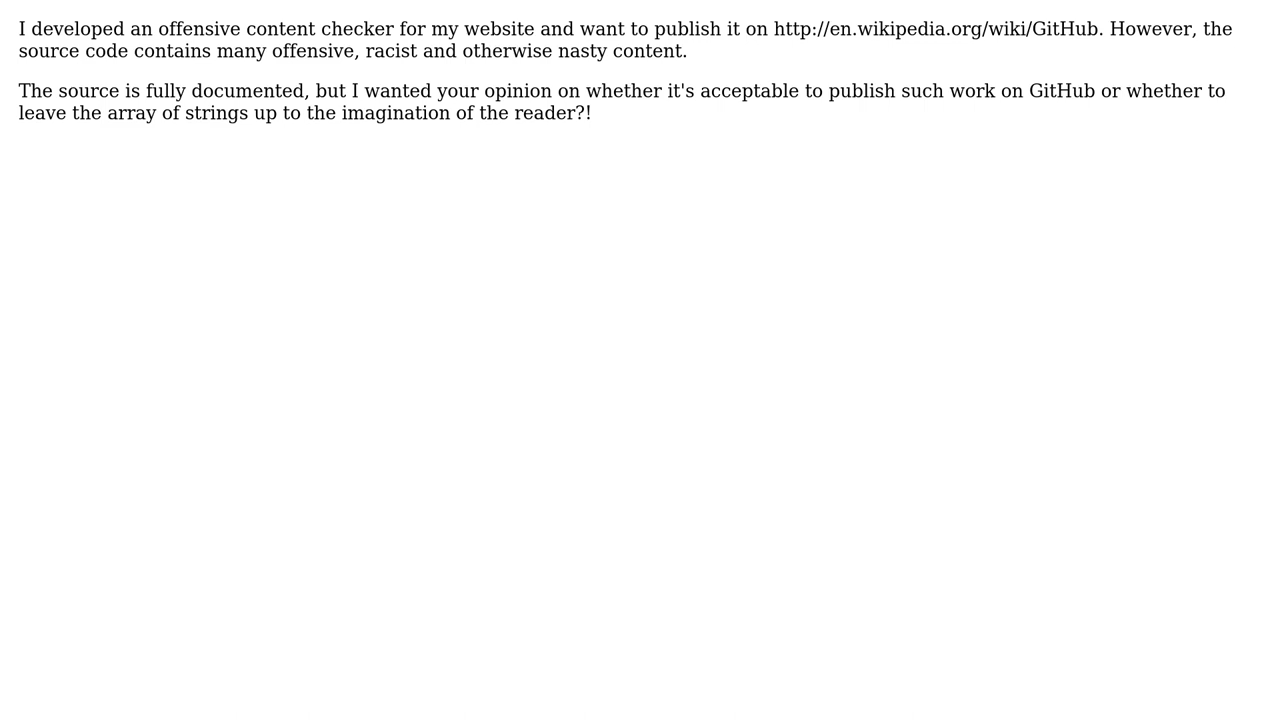 I developed an offensive content checker for my website and want to publish it on http://en.wikipedia.org/wiki/GitHub. However, the
source code contains many offensive, racist and otherwise nasty content.
The source is fully documented, but I wanted your opinion on whether it's acceptable to publish such work on GitHub or whether to
leave the array of strings up to the imagination of the reader?!